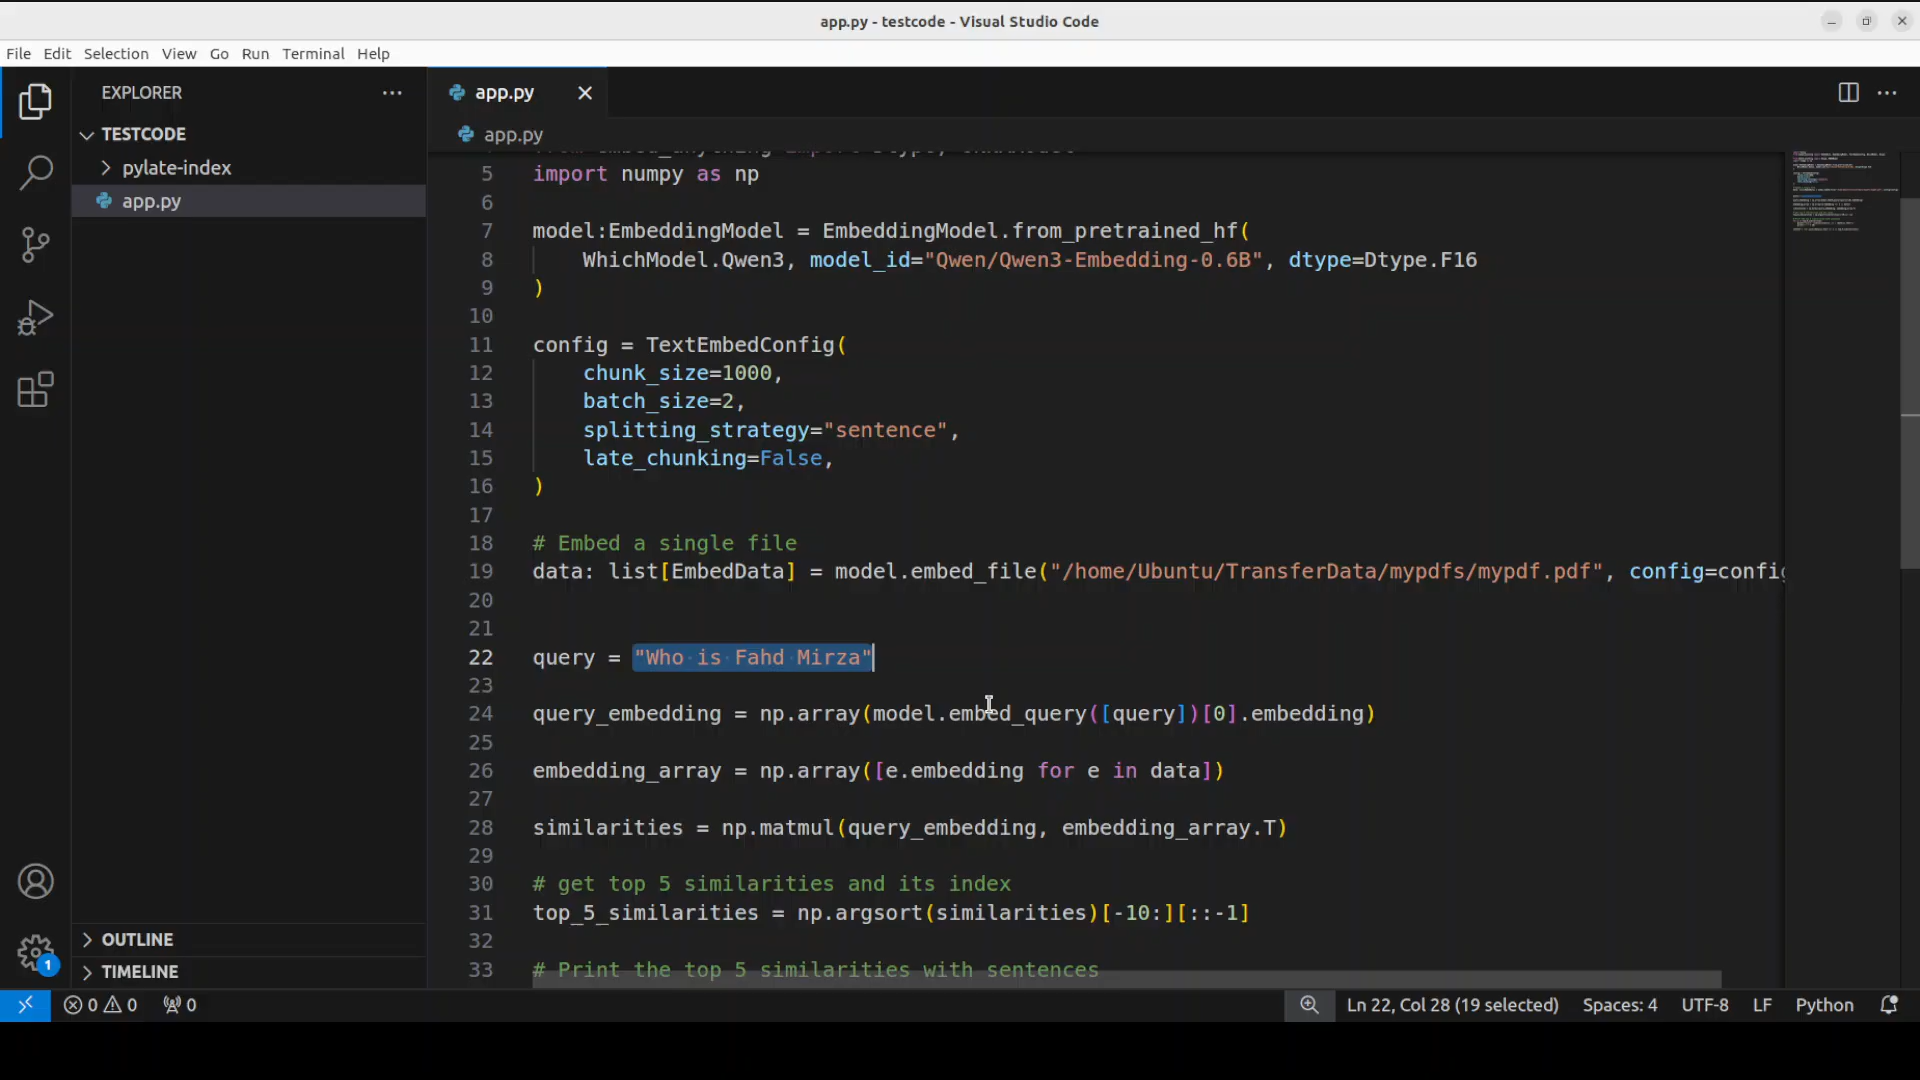 app.py - testcode - Visual Studio Code
File Edit Selection View Go Run Terminal Help
EXPLORER
TESTCODE
pylate-index
app.py
OUTLINE
TIMELINE
app.py
app.py
5 import numpy as np
6
7 model:EmbeddingModel = EmbeddingModel.from_pretrained_hf(
8 WhichModel.Qwen3, model_id="Qwen/Qwen3-Embedding-0.6B", dtype=Dtype.F16
9 )
10
11 config = TextEmbedConfig(
12 chunk_size=1000,
13 batch_size=2,
14 splitting_strategy="sentence",
15 late_chunking=False,
16 )
17
18 # Embed a single file
19 data: list[EmbedData] = model.embed_file("/home/Ubuntu/TransferData/mypdfs/mypdf.pdf", config=config
20
21
22 query = "Who is Fahd Mirza"
23
24 query_embedding = np.array(model.embed_query([query])[0].embedding)
25
26 embedding_array = np.array([e.embedding for e in data])
27
28 similarities = np.matmul(query_embedding, embedding_array.T)
29
30 # get top 5 similarities and its index
31 top_5_similarities = np.argsort(similarities)[-10:][::-1]
32
33 # Print the top 5 similarities with sentences
1
0 0 0 Ln 22, Col 28 (19 selected) Spaces: 4 UTF-8 LF Python